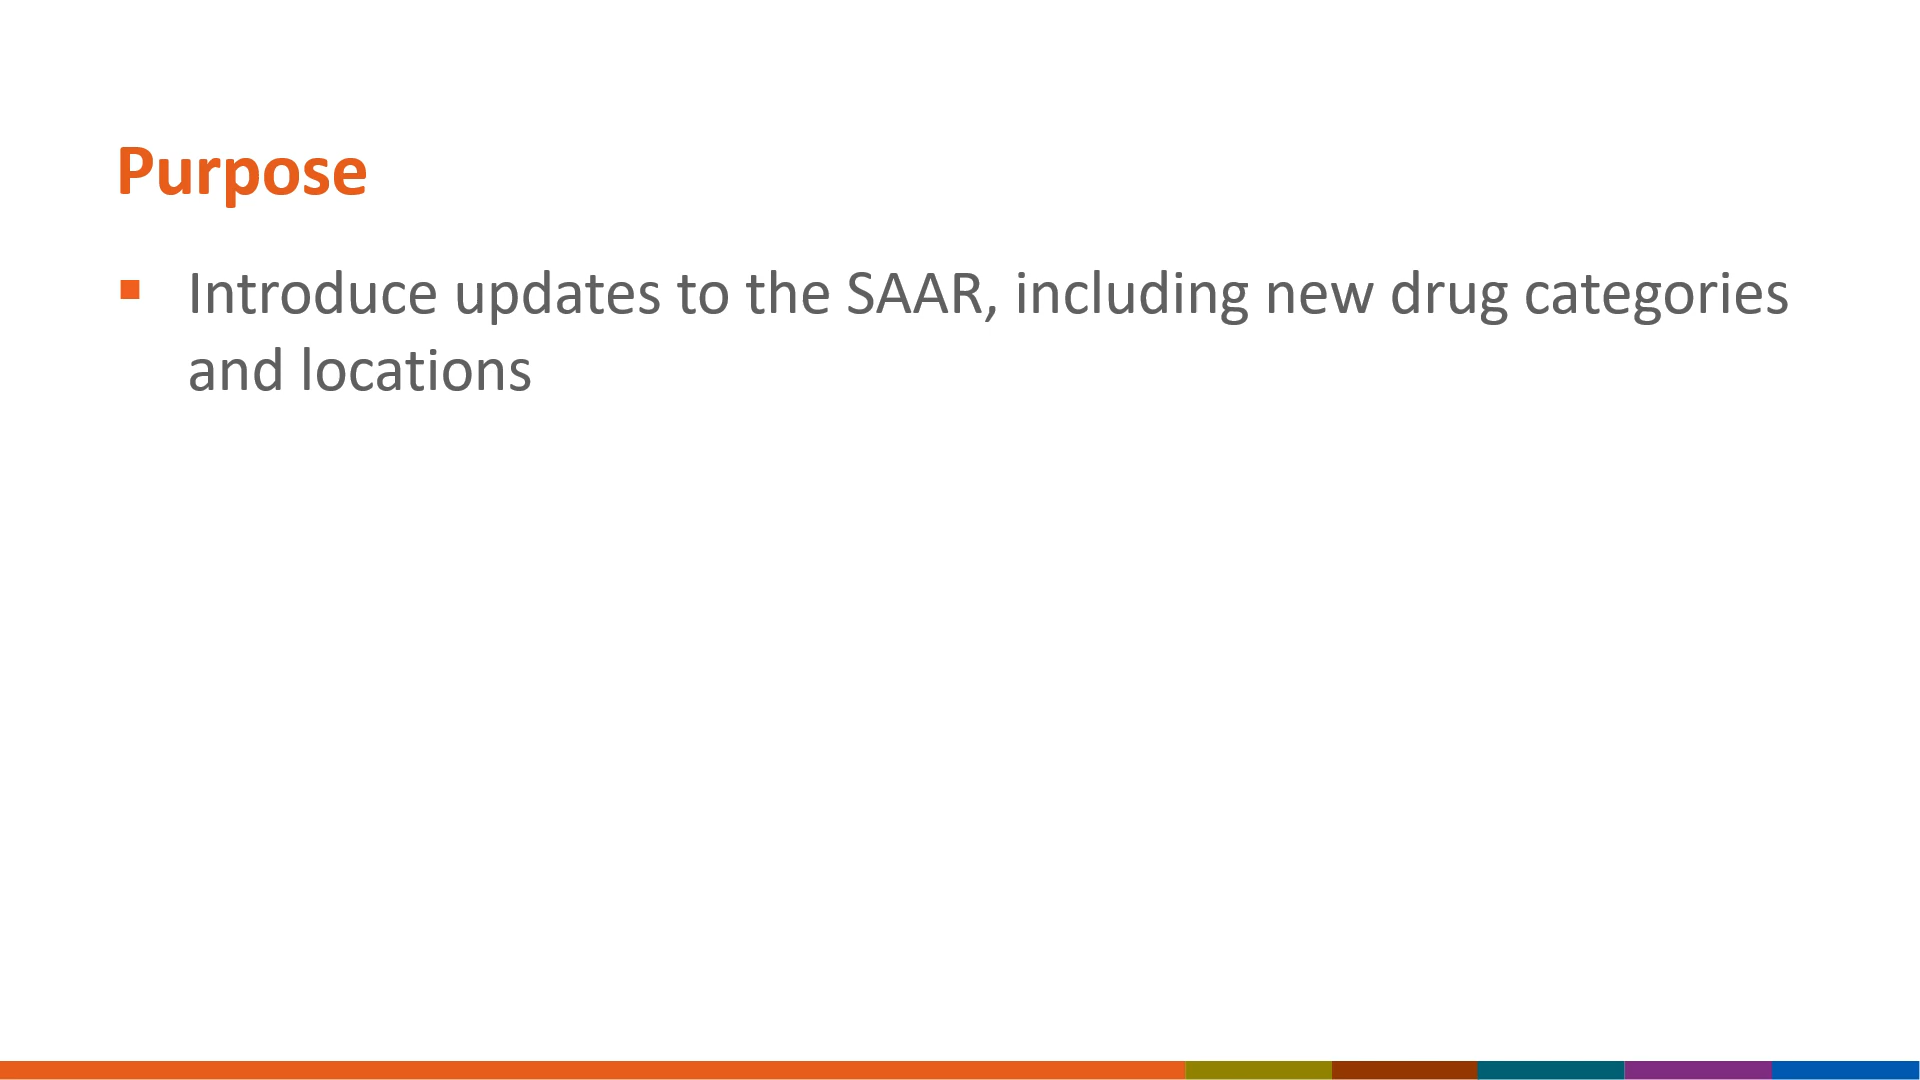 Purpose
▪ Introduce updates to the SAAR, including new drug categories
and locations